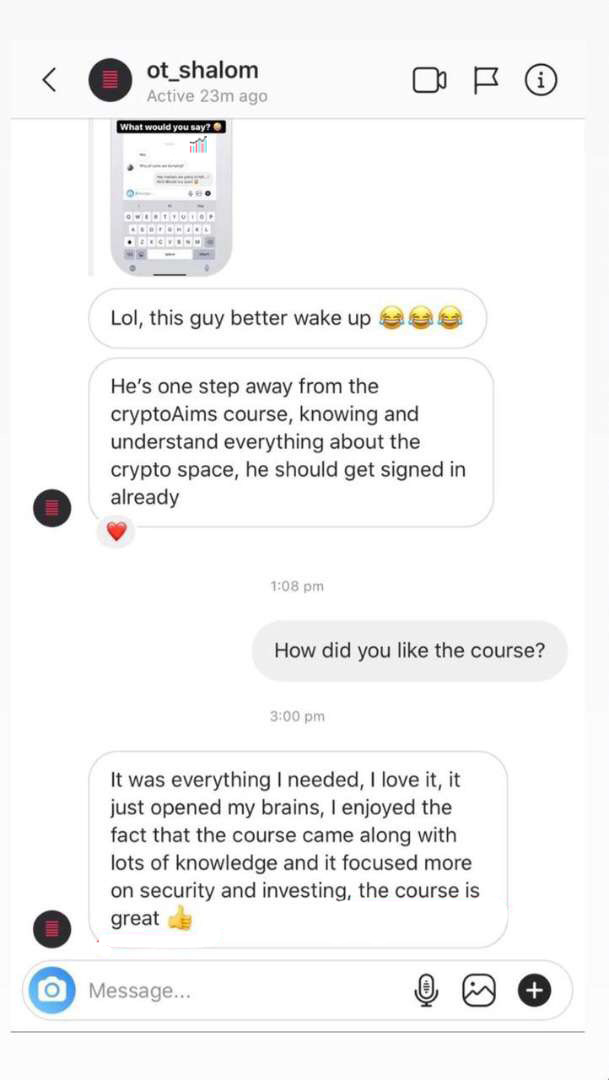 ot_shalom
Active 23m ago
What would you say? 😅
Q W E R T Y U I O P
A S D F G H J K L
Z X C V B N M
Lol, this guy better wake up 😂😂😂
He's one step away from the
cryptoAims course, knowing and
understand everything about the
crypto space, he should get signed in
already
❤️
1:08 pm
How did you like the course?
3:00 pm
It was everything I needed, I love it, it
just opened my brains, I enjoyed the
fact that the course came along with
lots of knowledge and it focused more
on security and investing, the course is
great 👍
Message...